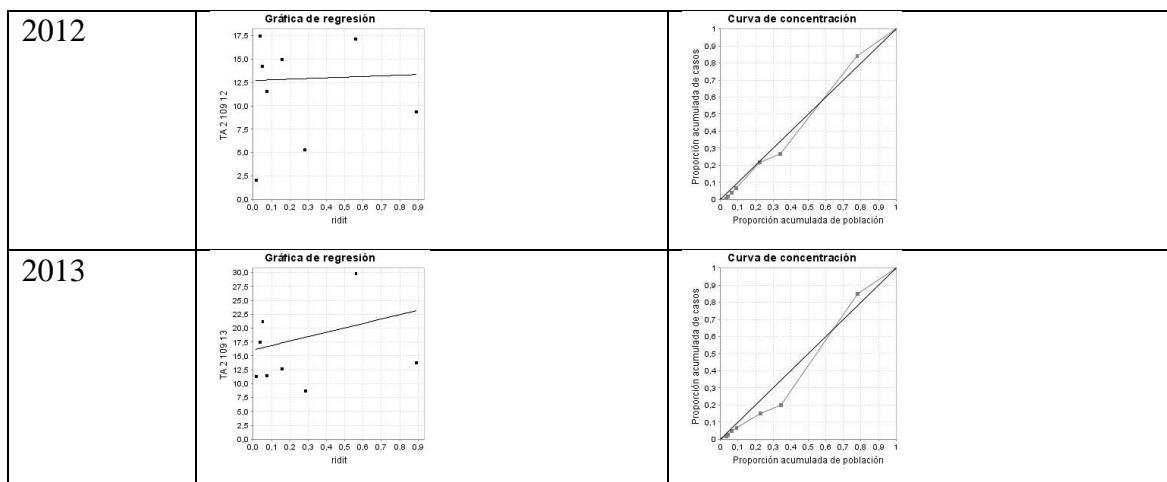 2012
Gráfica de regresión
17,5
15,0
12,5
10,0
7,5
5,0
2,5
0,0
TA 2 109 12
0,0 0,1 0,2 0,3 0,4 0,5 0,6 0,7 0,8 0,9
ridit
Curva de concentración
1
0,9
0,8
0,7
0,6
0,5
0,4
0,3
0,2
0,1
0
Proporción acumulada de casos
0 0,1 0,2 0,3 0,4 0,5 0,6 0,7 0,8 0,9 1
Proporción acumulada de población
2013
Gráfica de regresión
30,0
27,5
25,0
22,5
20,0
17,5
15,0
12,5
10,0
7,5
5,0
2,5
0,0
TA 2 109 13
0,0 0,1 0,2 0,3 0,4 0,5 0,6 0,7 0,8 0,9
ridit
Curva de concentración
1
0,9
0,8
0,7
0,6
0,5
0,4
0,3
0,2
0,1
0
Proporción acumulada de casos
0 0,1 0,2 0,3 0,4 0,5 0,6 0,7 0,8 0,9 1
Proporción acumulada de población